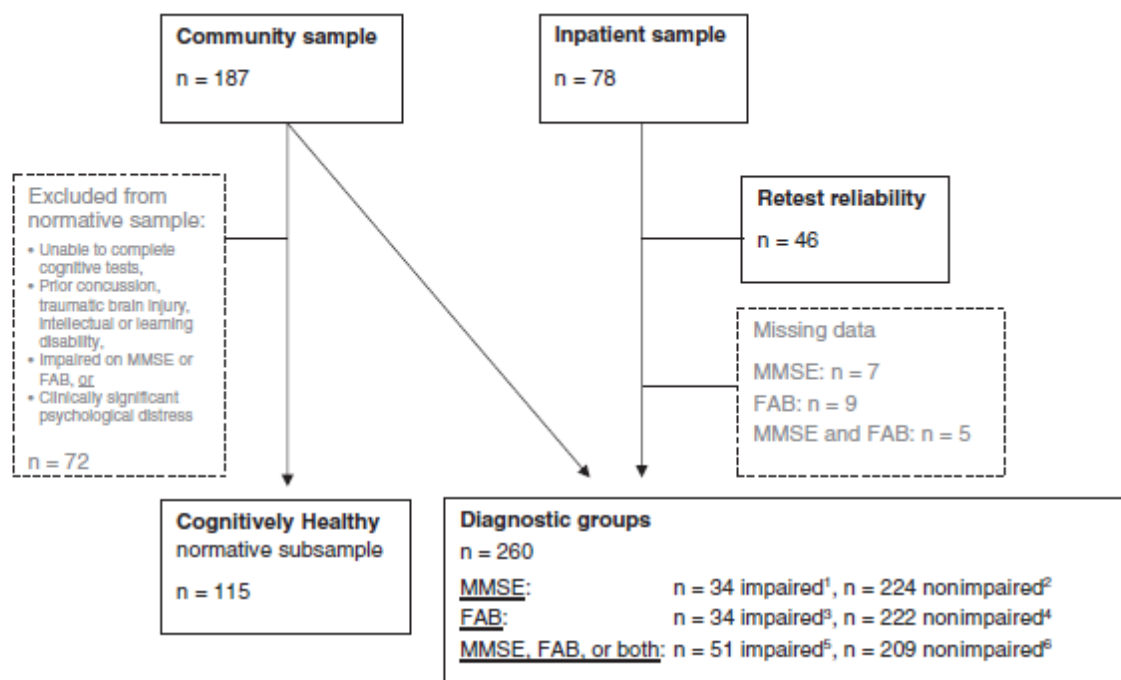 Community sample
n = 187
Inpatient sample
n = 78
Excluded from
normative sample:
• Unable to complete
cognitive tests,
• Prior concussion,
traumatic brain injury,
intellectual or learning
disability,
• Impaired on MMSE or
FAB, or
• Clinically significant
psychological distress
n = 72
Retest reliability
n = 46
Missing data
MMSE: n = 7
FAB: n = 9
MMSE and FAB: n = 5
Cognitively Healthy
normative subsample
n = 115
Diagnostic groups
n = 260
MMSE: n = 34 impaired¹, n = 224 nonimpaired²
FAB: n = 34 impaired³, n = 222 nonimpaired⁴
MMSE, FAB, or both: n = 51 impaired⁵, n = 209 nonimpaired⁶